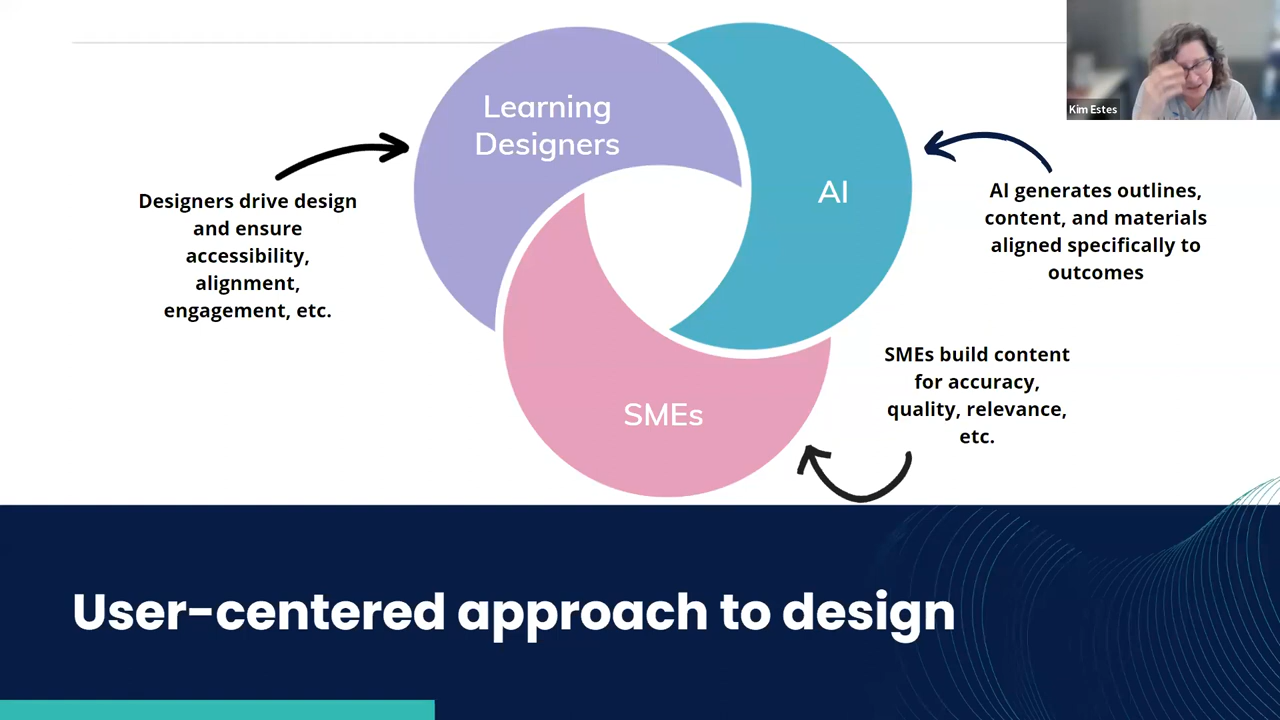 Learning
Designers
AI
SMEs
Kim Estes
Designers drive design
and ensure
accessibility,
alignment,
engagement, etc.
AI generates outlines,
content, and materials
aligned specifically to
outcomes
SMEs build content
for accuracy,
quality, relevance,
etc.
User-centered approach to design